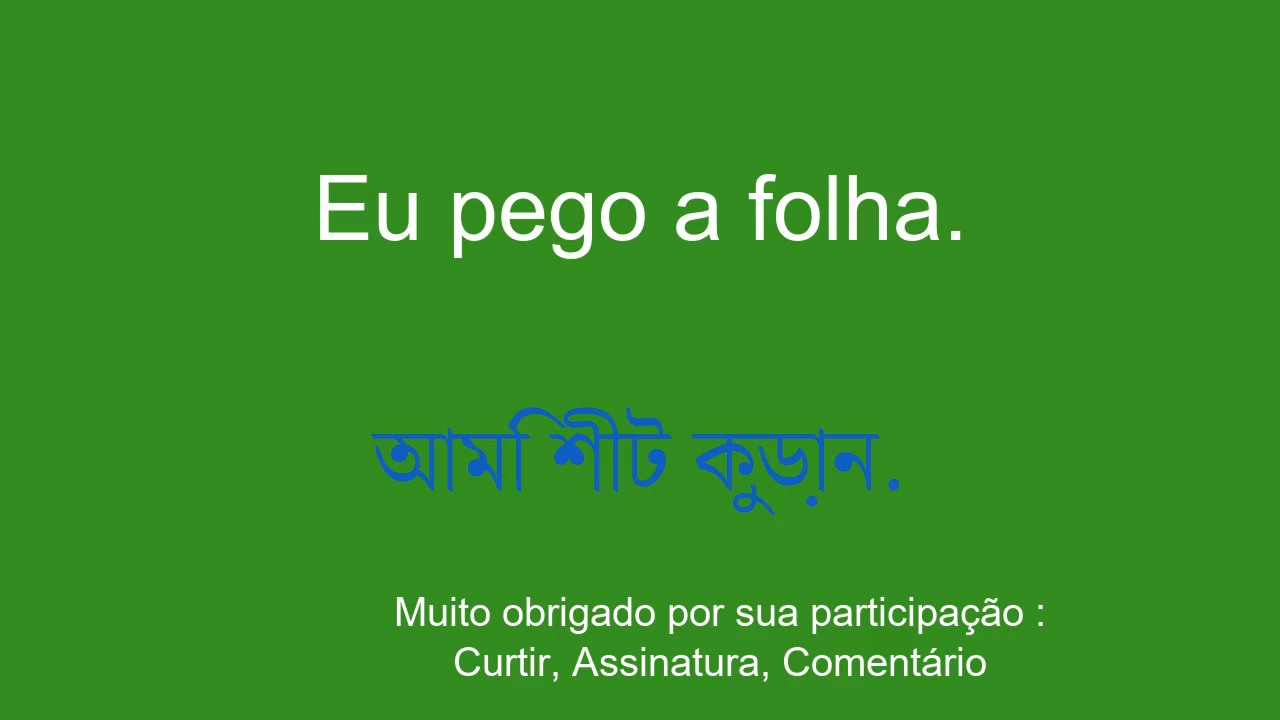 Eu pego a folha.
আমি শীট কুড়ান.
Muito obrigado por sua participação :
Curtir, Assinatura, Comentário